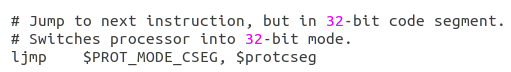 # Jump to next instruction, but in 32-bit code segment.
# Switches processor into 32-bit mode.
ljmp    $PROT_MODE_CSEG, $protcseg